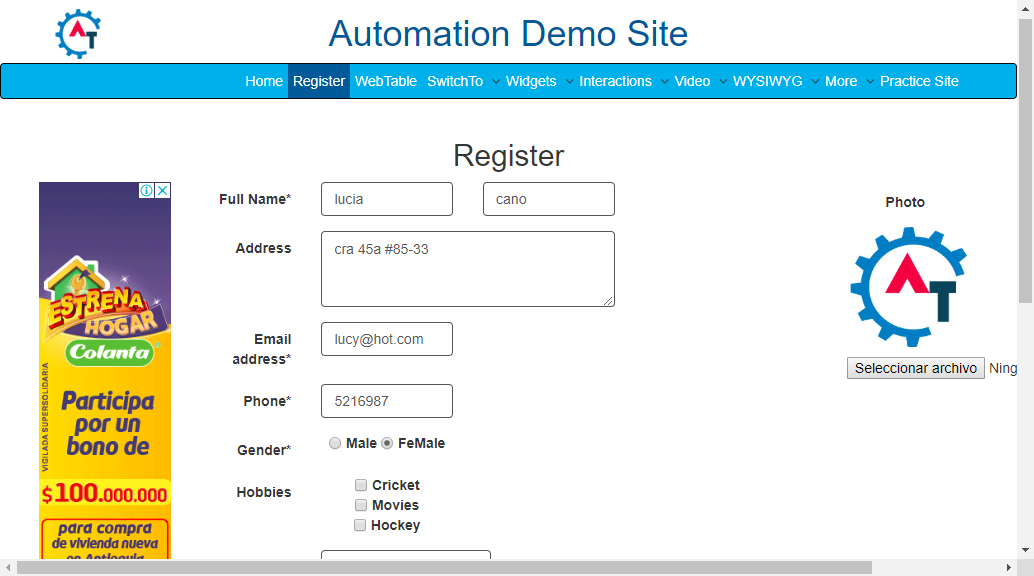 AT
Automation Demo Site
Home Register WebTable SwitchTo Widgets Interactions Video WYSIWYG More Practice Site
Register
Full Name* lucia cano
Address cra 45a #85-33
Email address* lucy@hot.com
Phone* 5216987
Gender* Male FeMale
Hobbies Cricket
Movies
Hockey
Photo
AT
Seleccionar archivo Ning
ESTRENA
HOGAR
Colanta
VIGILADA SUPERSOLIDARIA
Participa
por un
bono de
$100.000.000
para compra
de vivienda nueva
en Antioquia